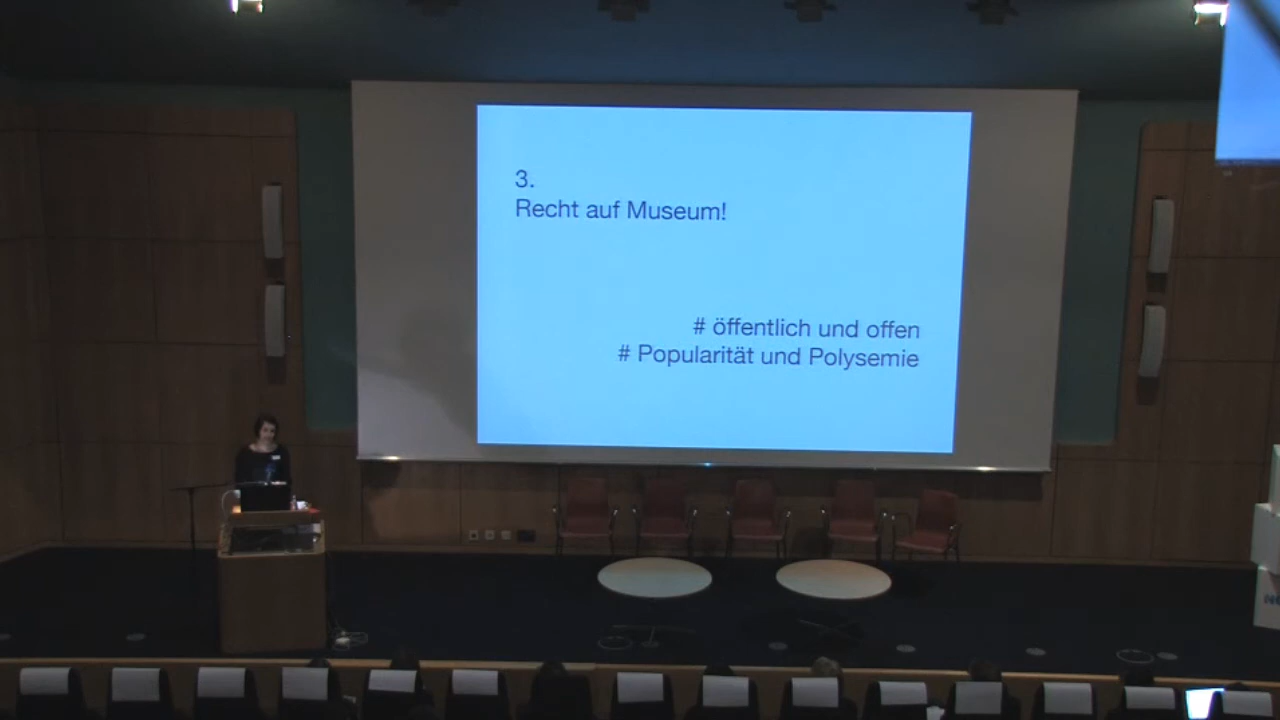 3.
Recht auf Museum!
# öffentlich und offen
# Popularität und Polysemie